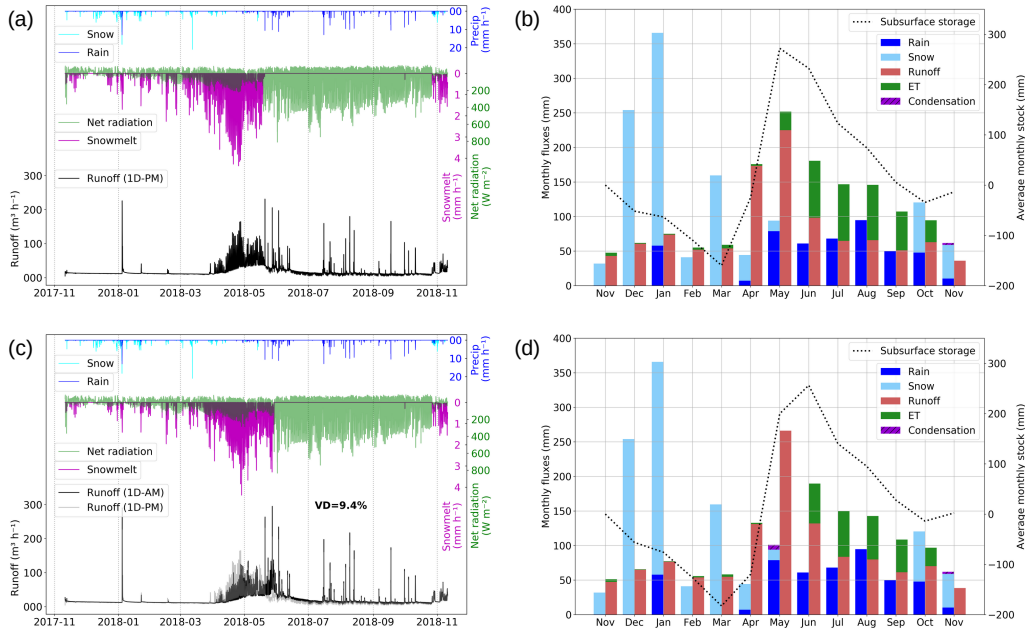 (a)
Snow
Rain
00
10
20
Precip
(mm h⁻¹)
Net radiation
Snowmelt
0
1
2
3
4
200
400
600
800
Snowmelt
(mm h⁻¹)
Net radiation
(W m⁻²)
Runoff (1D-PM)
300
200
100
000
Runoff (m³ h⁻¹)
2017-11 2018-01 2018-03 2018-05 2018-07 2018-09 2018-11
(b)
Subsurface storage
Rain
Snow
Runoff
ET
Condensation
400
350
300
250
200
150
100
50
0
Monthly fluxes (mm)
300
200
100
0
−100
−200
Average monthly stock (mm)
Nov Dec Jan Feb Mar Apr May Jun Jul Aug Sep Oct Nov
(c)
Snow
Rain
00
10
20
Precip
(mm h⁻¹)
Net radiation
Snowmelt
0
1
2
3
4
200
400
600
800
Snowmelt
(mm h⁻¹)
Net radiation
(W m⁻²)
Runoff (1D-AM)
Runoff (1D-PM)
VD=9.4%
300
200
100
000
Runoff (m³ h⁻¹)
2017-11 2018-01 2018-03 2018-05 2018-07 2018-09 2018-11
(d)
Subsurface storage
Rain
Snow
Runoff
ET
Condensation
400
350
300
250
200
150
100
50
0
Monthly fluxes (mm)
300
200
100
0
−100
−200
Average monthly stock (mm)
Nov Dec Jan Feb Mar Apr May Jun Jul Aug Sep Oct Nov